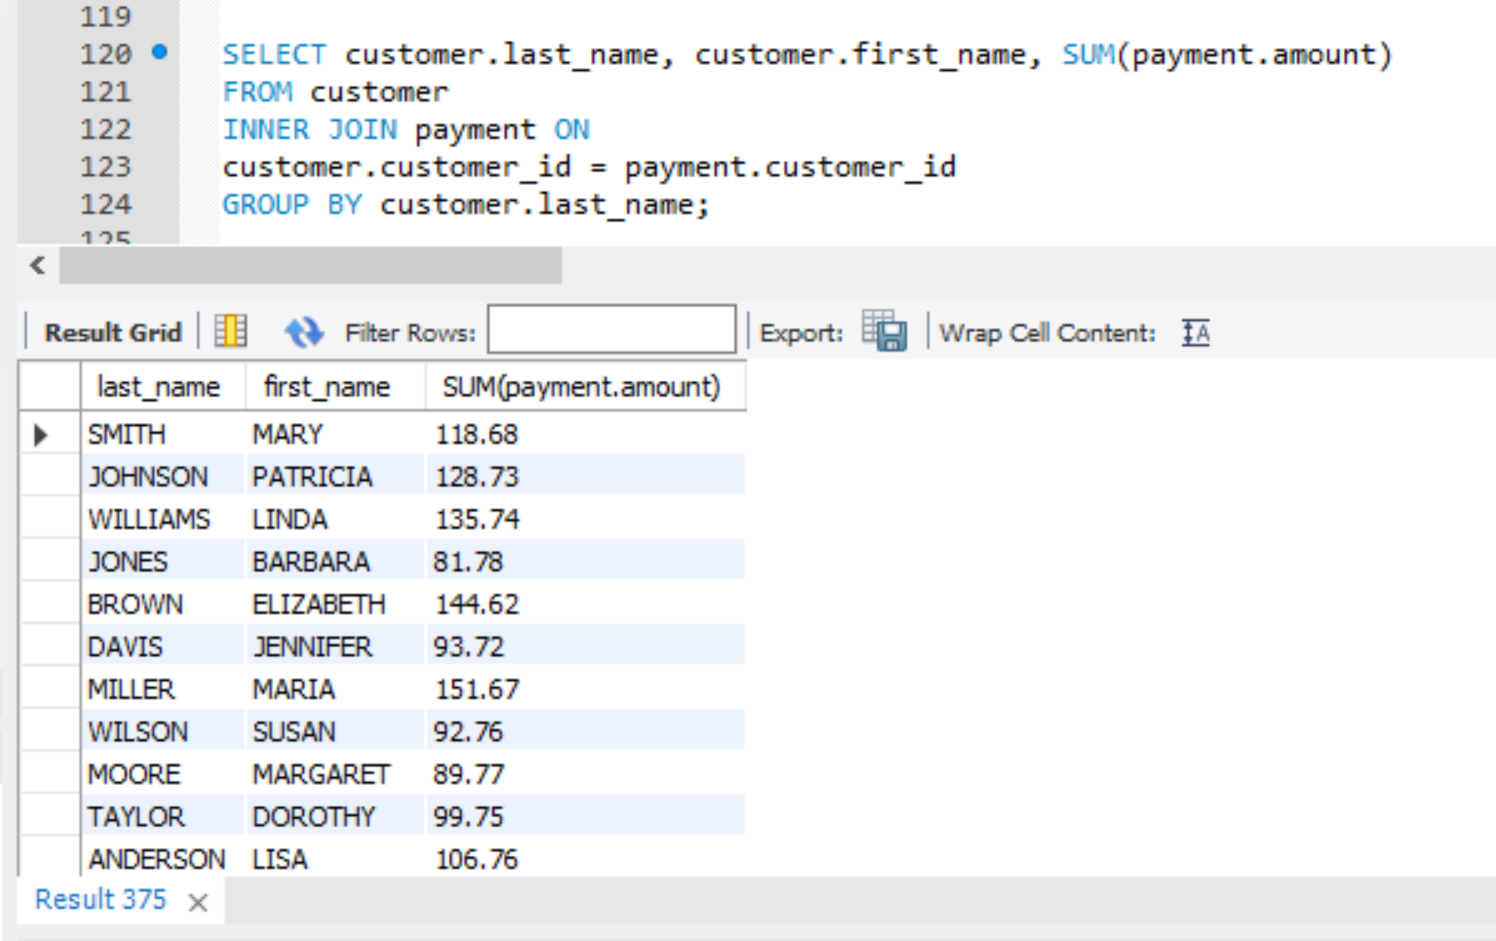 119
120 SELECT customer.last_name, customer.first_name, SUM(payment.amount)
121 FROM customer
122 INNER JOIN payment ON
123 customer.customer_id = payment.customer_id
124 GROUP BY customer.last_name;
125
Result Grid Filter Rows: Export: Wrap Cell Content: A
last_name first_name SUM(payment.amount)
SMITH MARY 118.68
JOHNSON PATRICIA 128.73
WILLIAMS LINDA 135.74
JONES BARBARA 81.78
BROWN ELIZABETH 144.62
DAVIS JENNIFER 93.72
MILLER MARIA 151.67
WILSON SUSAN 92.76
MOORE MARGARET 89.77
TAYLOR DOROTHY 99.75
ANDERSON LISA 106.76
Result 375